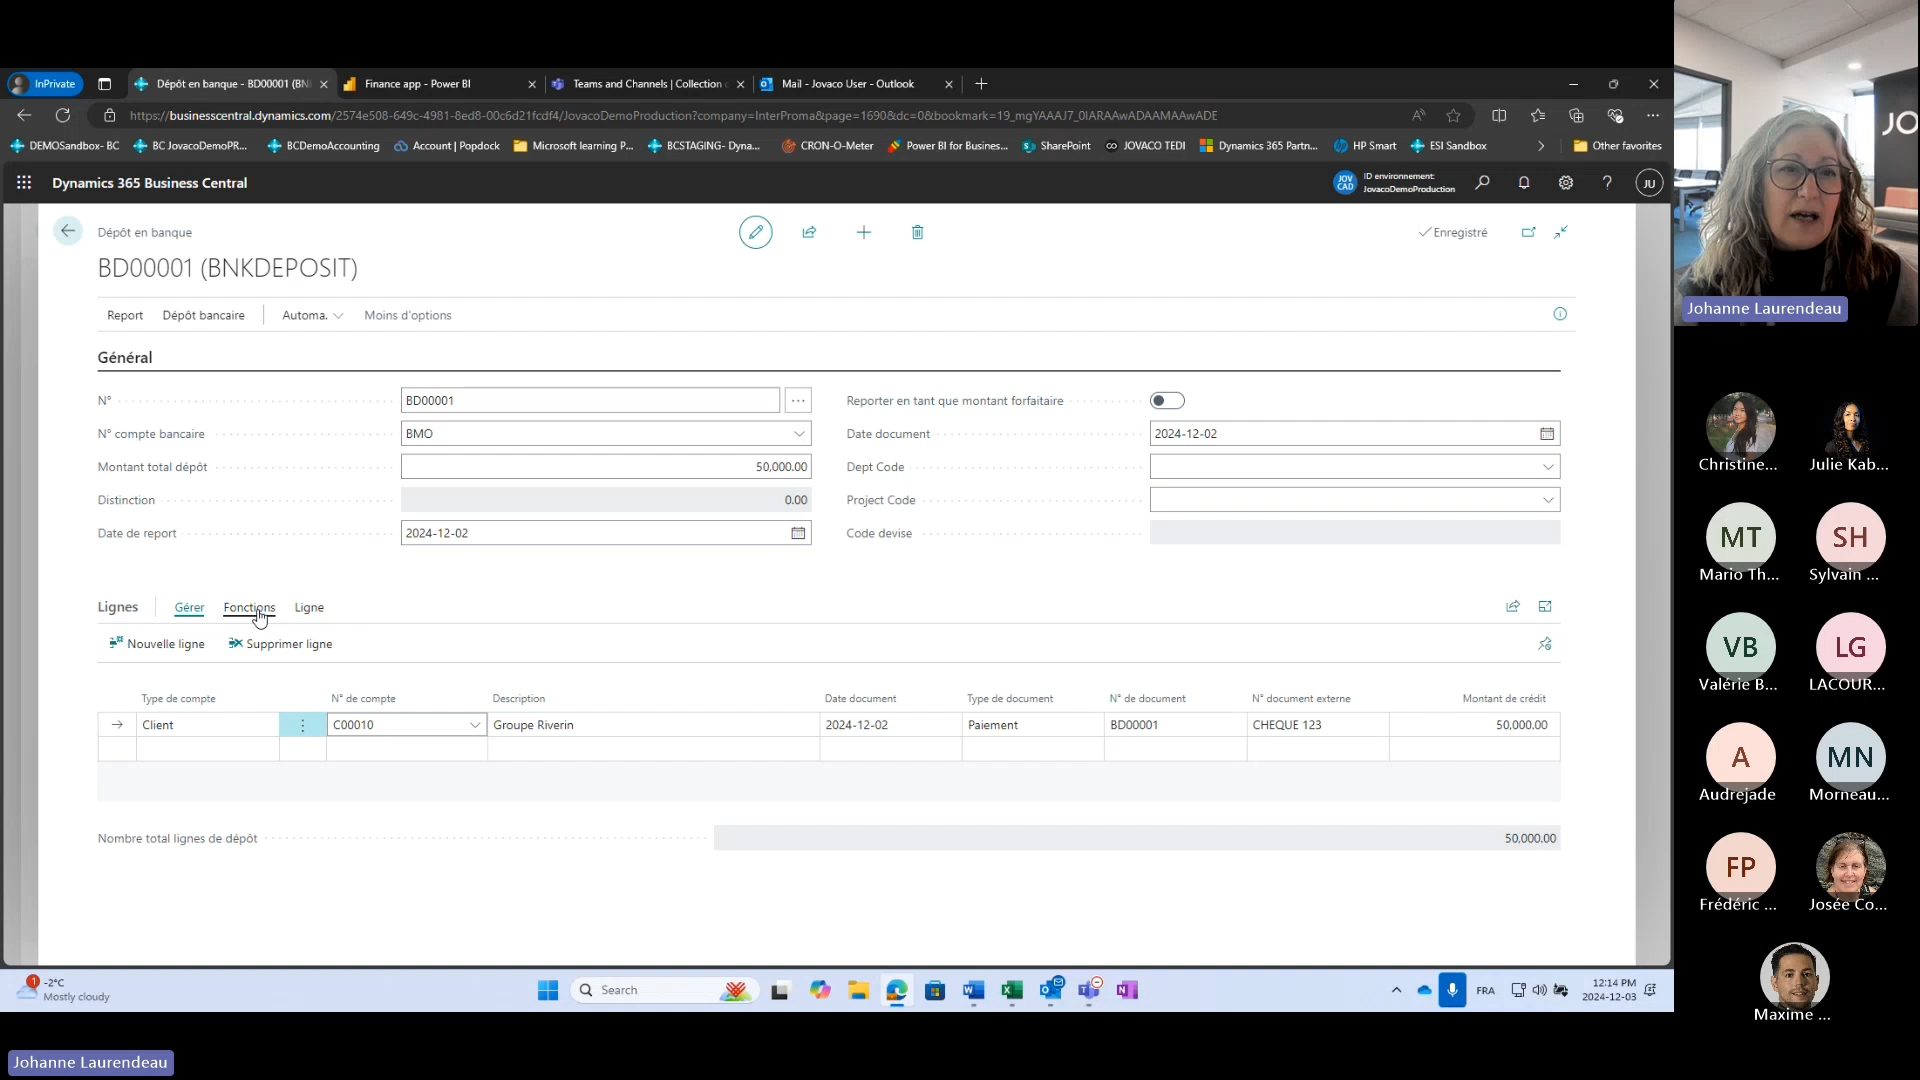 InPrivate
Dépôt en banque - BD00001 (BN
Finance app - Power BI
Teams and Channels | Collection
Mail - Jovaco User - Outlook
https://businesscentral.dynamics.com/2574e508-649c-4981-8ed8-00c6d21fcdf4/JovacoDemoProduction?company=InterProma&page=1690&dc=0&bookmark=19_mgYAAAJ7_0IARAAwADAAMAAwADE
DEMOSandbox- BC
BC JovacoDemoPR...
BCDemoAccounting
Account | Popdock
Microsoft learning P...
BCSTAGING- Dyna...
CRON-O-Meter
Power BI for Busines...
SharePoint
JOVACO TEDI
Dynamics 365 Partn...
HP Smart
ESI Sandbox
Other favorites
Dynamics 365 Business Central
JOV CAD
ID environnement:
JovacoDemoProduction
JU
Dépôt en banque
Enregistré
BD00001 (BNKDEPOSIT)
Report
Dépôt bancaire
Automa.
Moins d'options
Général
N°
BD00001
Reporter en tant que montant forfaitaire
N° compte bancaire
BMO
Date document
2024-12-02
Montant total dépôt
50,000.00
Dept Code
Distinction
0.00
Project Code
Date de report
2024-12-02
Code devise
Lignes
Gérer
Fonctions
Ligne
Nouvelle ligne
Supprimer ligne
Type de compte
N° de compte
Description
Date document
Type de document
N° de document
N° document externe
Montant de crédit
Client
C00010
Groupe Riverin
2024-12-02
Paiement
BD00001
CHEQUE 123
50,000.00
Nombre total lignes de dépôt
50,000.00
1
-2°C
Mostly cloudy
Search
FRA
12:14 PM
2024-12-03
Johanne Laurendeau
JO
Johanne Laurendeau
Christine...
Julie Kab...
MT
Mario Th...
SH
Sylvain ...
VB
Valérie B...
LG
LACOUR...
A
Audrejade
MN
Morneau...
FP
Frédéric ...
Josée Co...
Maxime ...